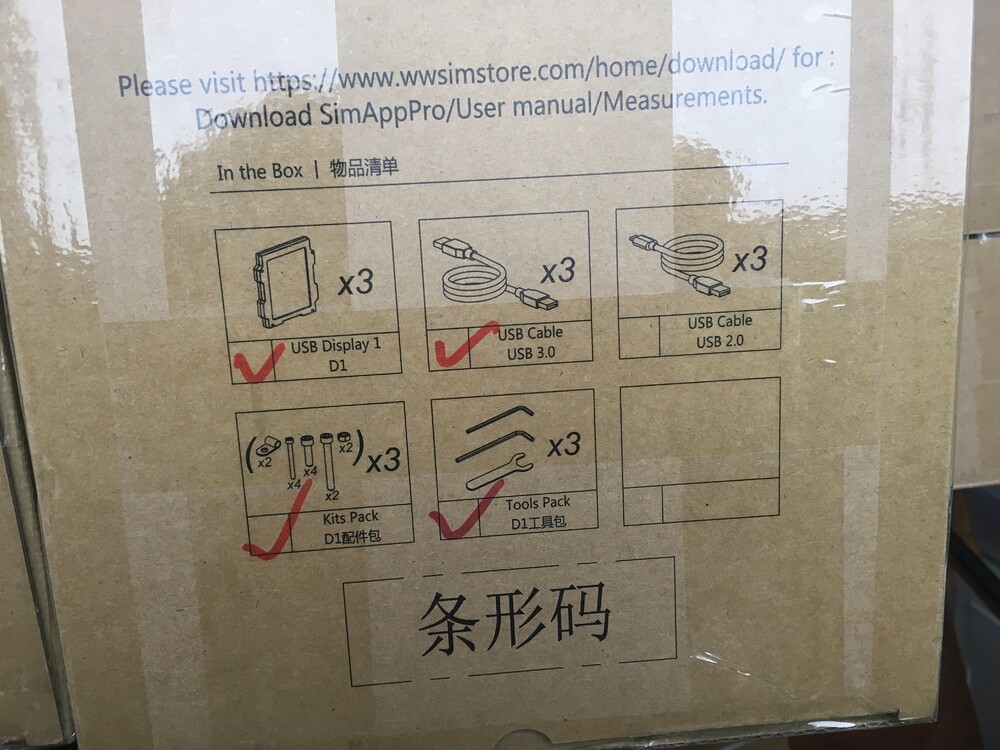 Please visit https://www.wwsimstore.com/home/download/ for :
Download SimAppPro/User manual/Measurements.
In the Box | 物品清单
x3
USB Display 1
D1
x3
USB Cable
USB 3.0
x3
USB Cable
USB 2.0
( x2 x4 x4 x2 x2 ) x3
Kits Pack
D1配件包
x3
Tools Pack
D1工具包
条形码